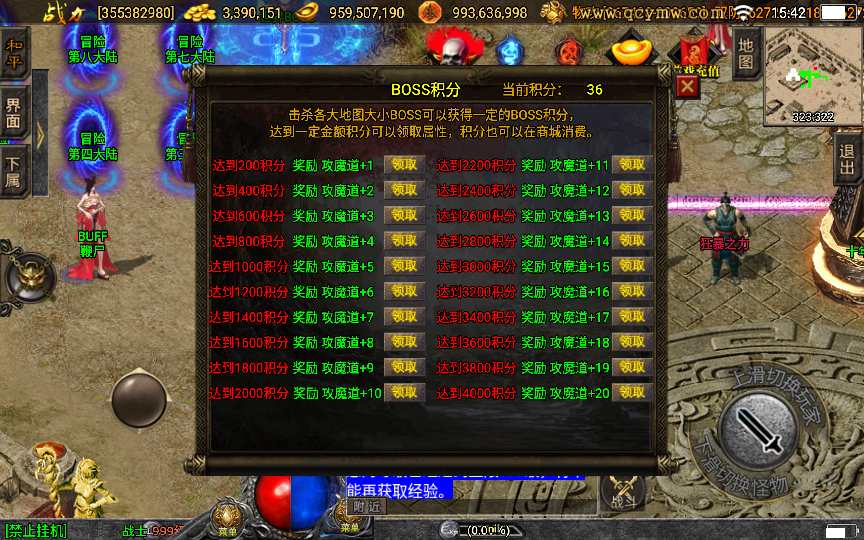 战力 [355382980] 3,390,151 959,507,190 993,636,998 www.qcymw.com 15:42
和平
冒险
第八大陆
冒险
第七大陆
地图
323:322
界面
下属
冒险
第四大陆
BUFF
鞭尸
退出
BOSS积分 当前积分: 36
击杀各大地图大小BOSS可以获得一定的BOSS积分,
达到一定金额积分可以领取属性, 积分也可以在商城消费。
达到200积分 奖励 攻魔道+1 领取 达到2200积分 奖励 攻魔道+11 领取
达到400积分 奖励 攻魔道+2 领取 达到2400积分 奖励 攻魔道+12 领取
达到600积分 奖励 攻魔道+3 领取 达到2600积分 奖励 攻魔道+13 领取
达到800积分 奖励 攻魔道+4 领取 达到2800积分 奖励 攻魔道+14 领取
达到1000积分 奖励 攻魔道+5 领取 达到3000积分 奖励 攻魔道+15 领取
达到1200积分 奖励 攻魔道+6 领取 达到3200积分 奖励 攻魔道+16 领取
达到1400积分 奖励 攻魔道+7 领取 达到3400积分 奖励 攻魔道+17 领取
达到1600积分 奖励 攻魔道+8 领取 达到3600积分 奖励 攻魔道+18 领取
达到1800积分 奖励 攻魔道+9 领取 达到3800积分 奖励 攻魔道+19 领取
达到2000积分 奖励 攻魔道+10 领取 达到4000积分 奖励 攻魔道+20 领取
狂暴之力
上滑切换玩家
下滑切换怪物
能再获取经验。
附近
战斗
[禁止挂机]
战士
菜单
菜单
(0.00%)